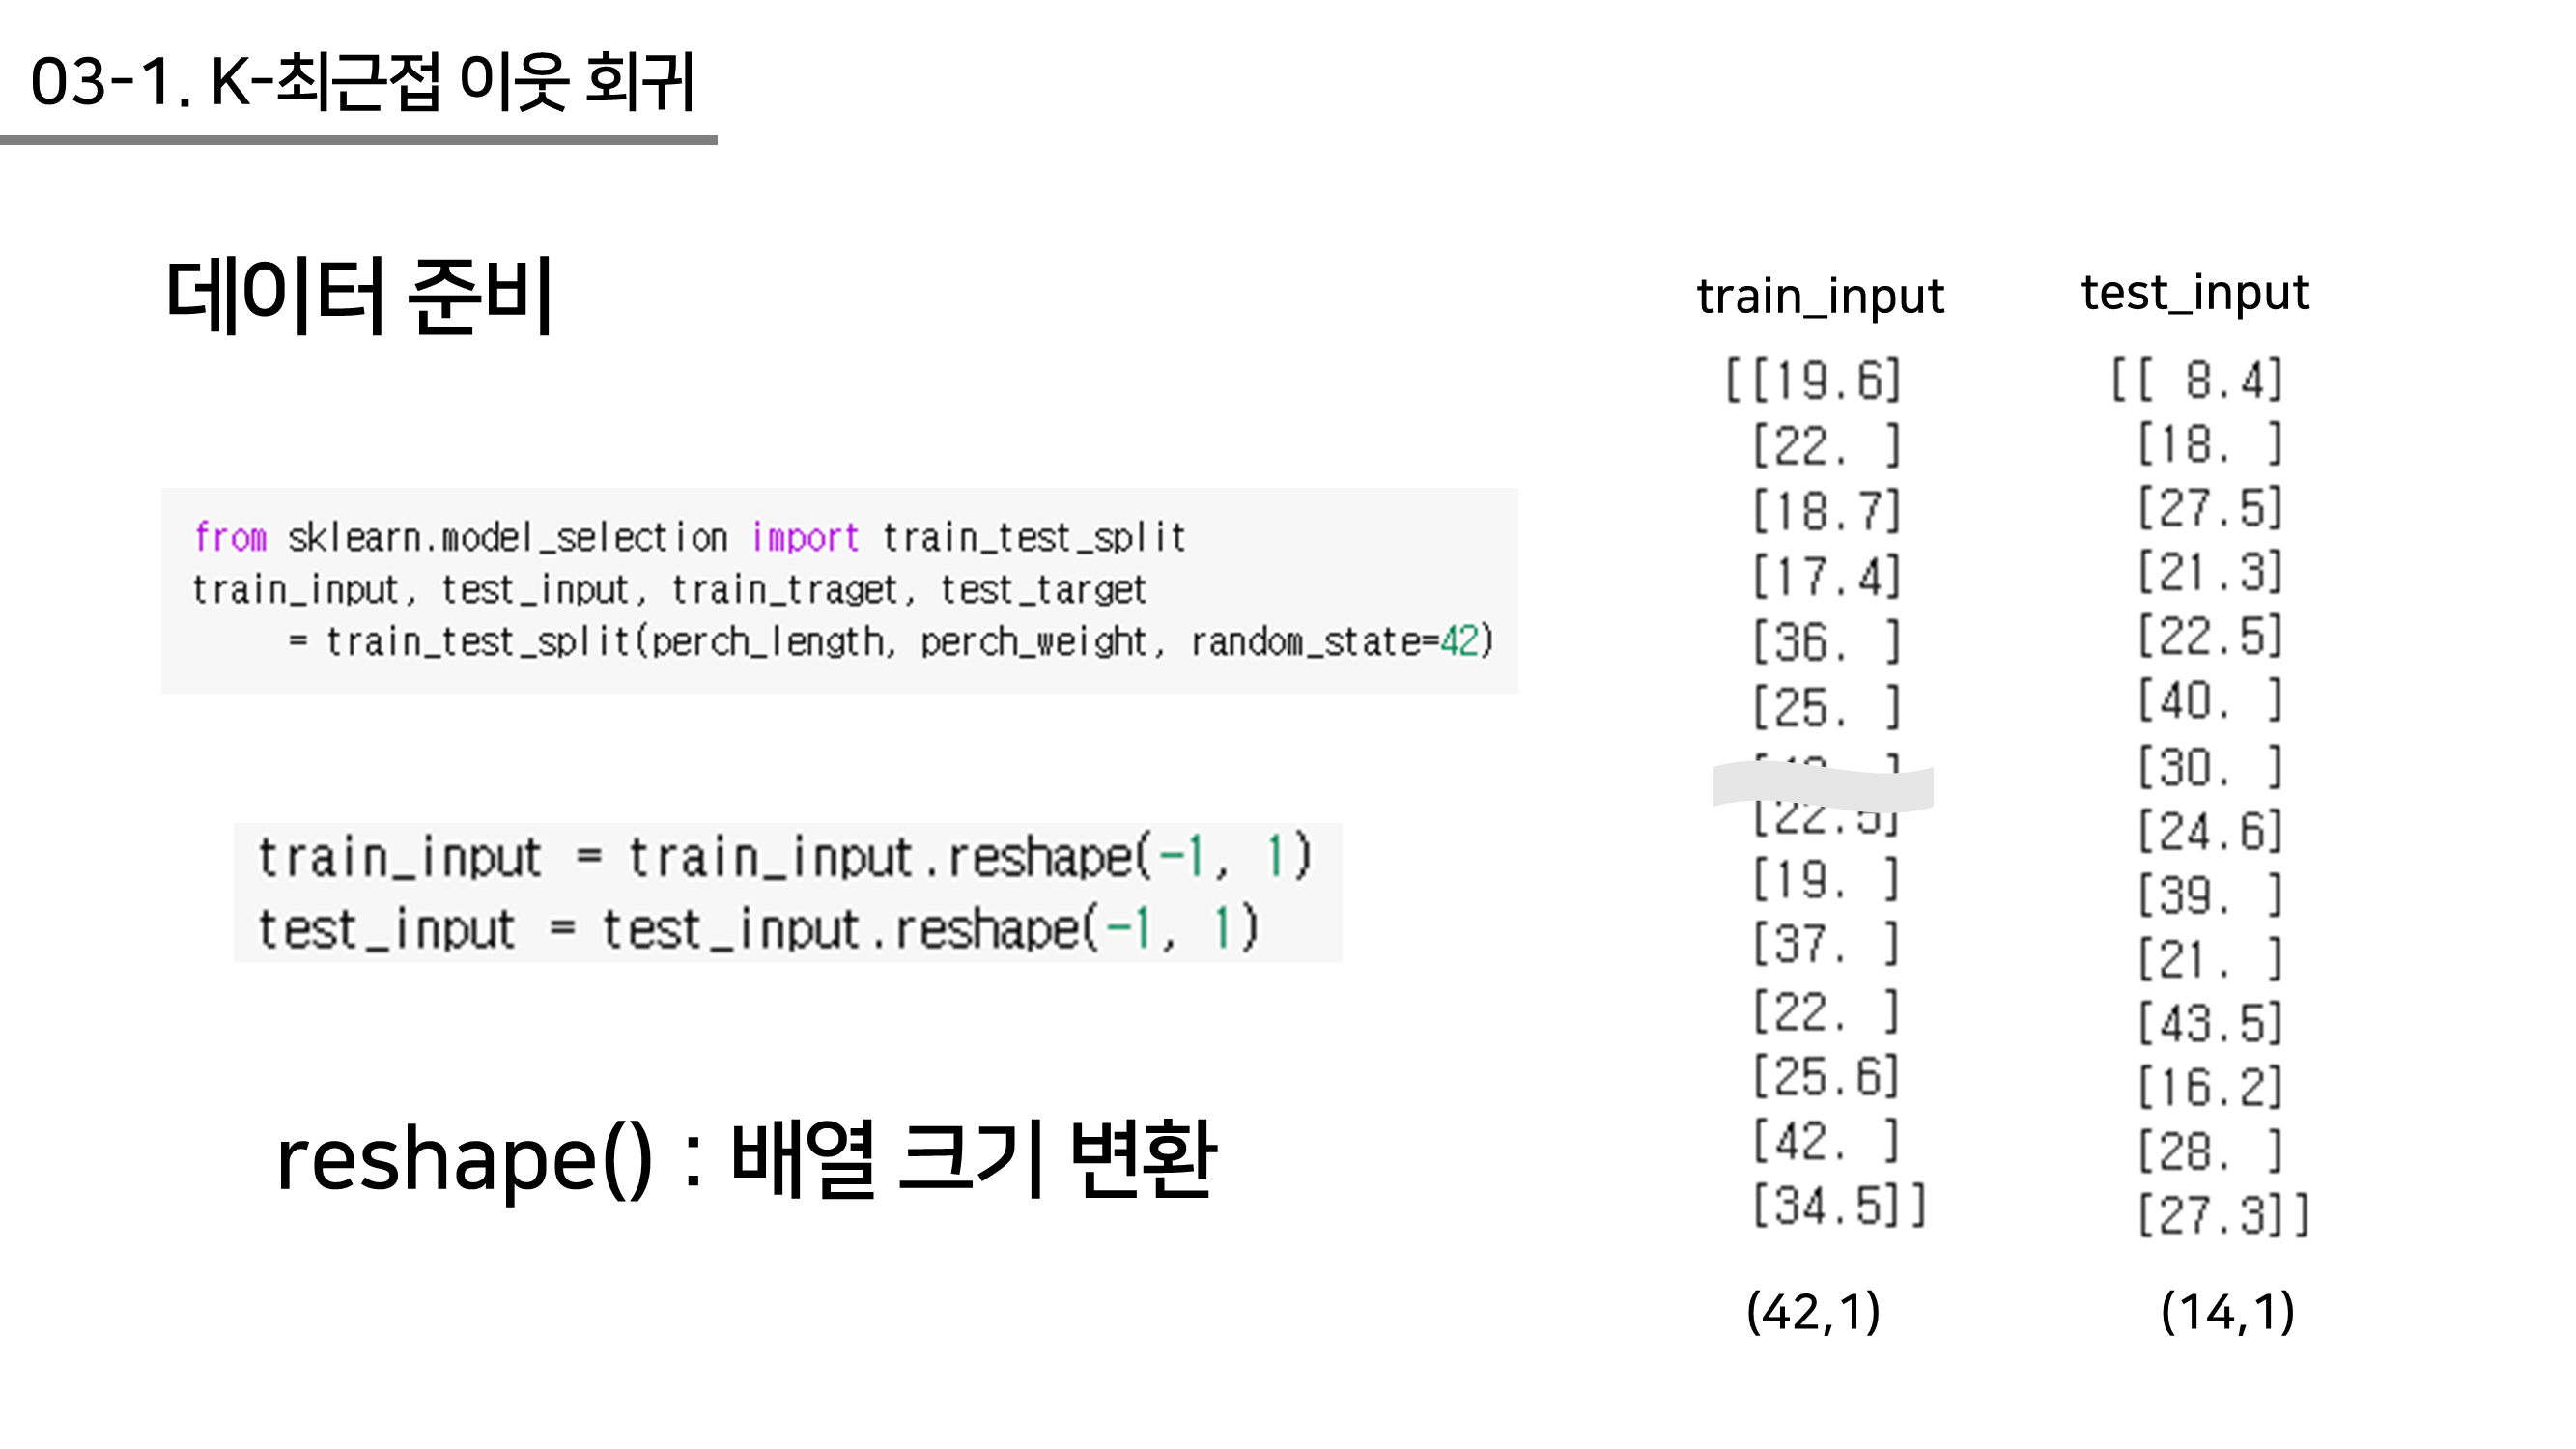 03-1. K-최근접 이웃 회귀
데이터 준비
from sklearn.model_selection import train_test_split
train_input, test_input, train_traget, test_target
= train_test_split(perch_length, perch_weight, random_state=42)
train_input = train_input.reshape(-1, 1)
test_input = test_input.reshape(-1, 1)
reshape() : 배열 크기 변환
train_input
[[19.6]
[22. ]
[18.7]
[17.4]
[36. ]
[25. ]
[22.5]
[19. ]
[37. ]
[22. ]
[25.6]
[42. ]
[34.5]]
(42,1)
test_input
[[ 8.4]
[18. ]
[27.5]
[21.3]
[22.5]
[40. ]
[30. ]
[24.6]
[39. ]
[21. ]
[43.5]
[16.2]
[28. ]
[27.3]]
(14,1)